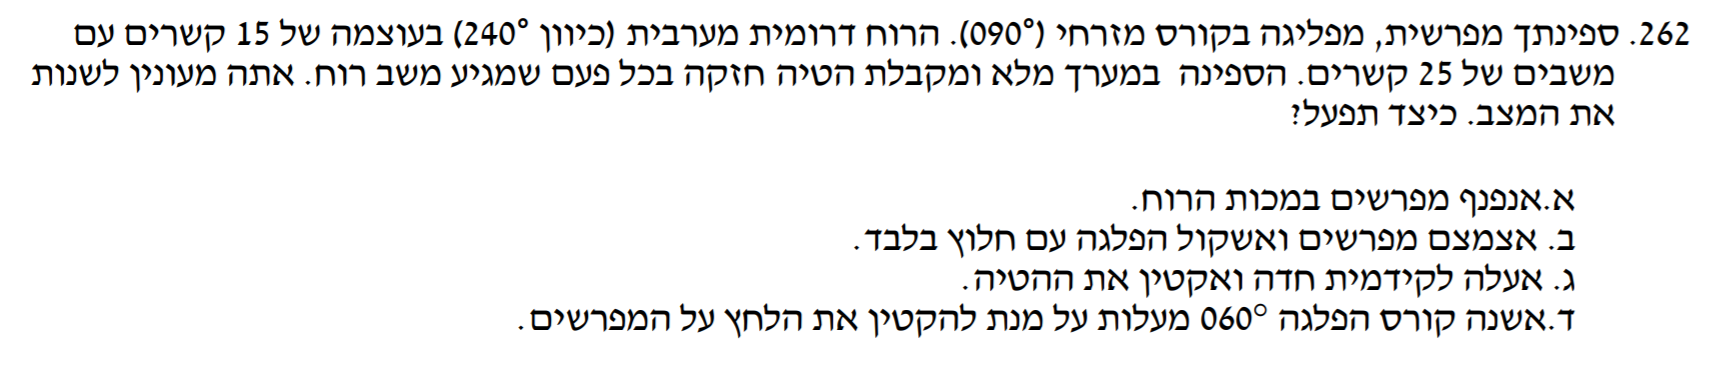 262. ספינתך מפרשית, מפליגה בקורס מזרחי (090°). הרוח דרומית מערבית (כיוון 240°) בעוצמה של 15 קשרים עם
משבים של 25 קשרים. הספינה במערך מלא ומקבלת הטיה חזקה בכל פעם שמגיע משב רוח. אתה מעונין לשנות
את המצב. כיצד תפעל?
א.אנפנף מפרשים במכות הרוח.
ב. אצמצם מפרשים ואשקול הפלגה עם חלוץ בלבד.
ג. אעלה לקידמית חדה ואקטין את ההטיה.
ד.אשנה קורס הפלגה 060° מעלות על מנת להקטין את הלחץ על המפרשים.